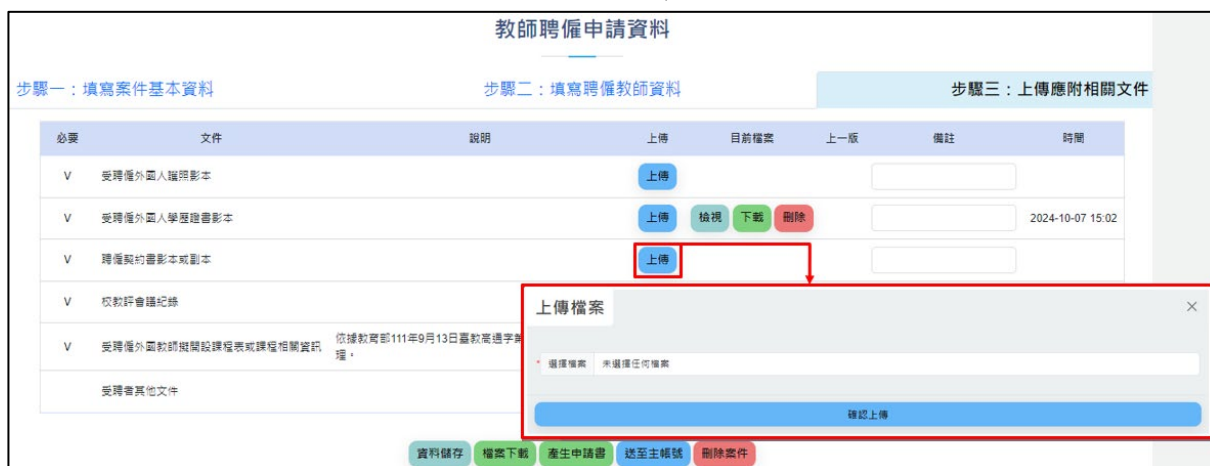 教師聘僱申請資料
步驟一：填寫案件基本資料 步驟二：填寫聘僱教師資料 步驟三：上傳應附相關文件
必要 文件 說明 上傳 目前檔案 上一版 備註 時間
V 受聘僱外國人護照影本 上傳
V 受聘僱外國人學歷證書影本 上傳 檢視 下載 刪除 2024-10-07 15:02
V 聘僱契約書影本或副本 上傳
V 校教評會議紀錄
V 受聘僱外國教師擬開設課程表或課程相關資訊 依據教育部111年9月13日臺教高通字第
理。
受聘者其他文件
上傳檔案 ×
* 選擇檔案 未選擇任何檔案
確認上傳
資料儲存 檔案下載 產生申請書 送至主帳號 刪除案件